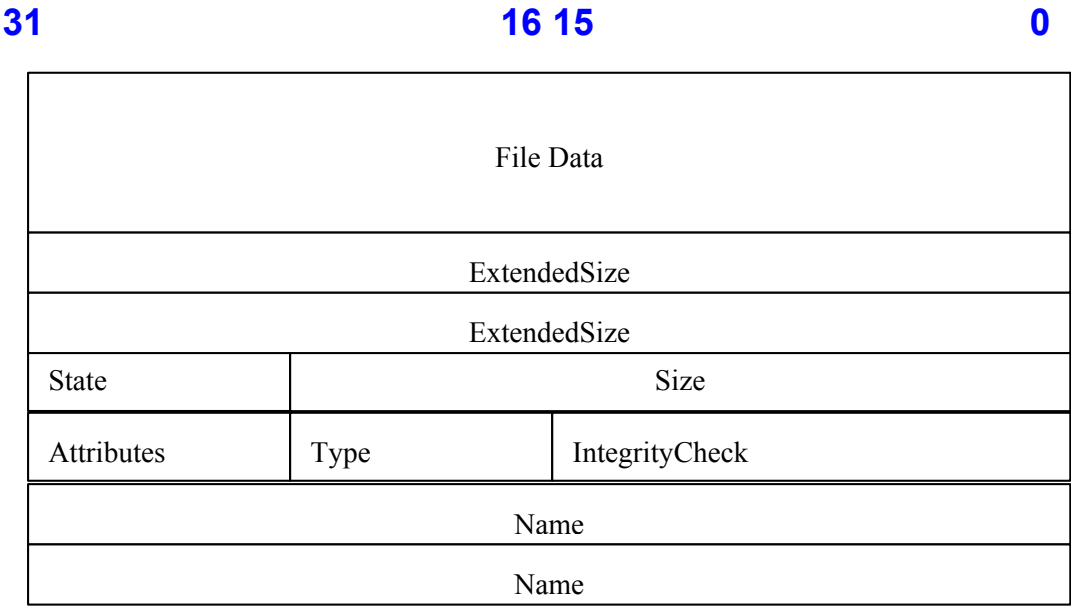 31 16 15 0
File Data
ExtendedSize
ExtendedSize
State Size
Attributes Type IntegrityCheck
Name
Name